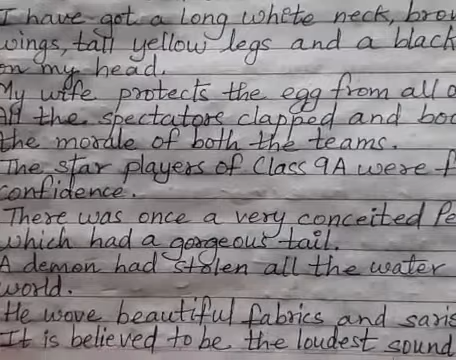 I have got a long white neck, brow
wings, tall yellow legs and a black
on my head.
My wife protects the egg from all o
All the spectators clapped and boo
the morale of both the teams.
The star players of Class 9A were f
confidence.
There was once a very conceited Pe
which had a gorgeous tail.
A demon had stolen all the water
world.
He wove beautiful fabrics and saris
It is believed to be the loudest sound